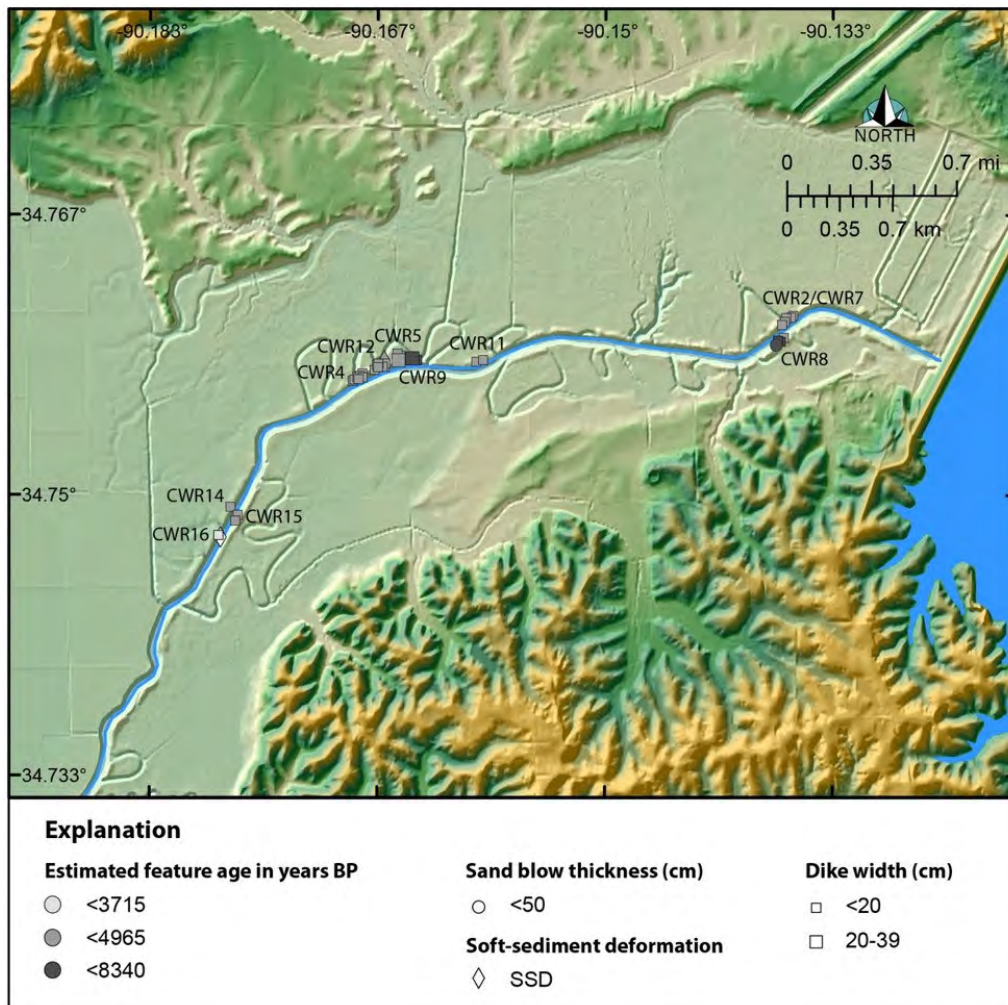 -90.183° -90.167° -90.15° -90.133°
NORTH
0 0.35 0.7 mi
0 0.35 0.7 km
34.767°
CWR2/CWR7
CWR5
CWR12
CWR11
CWR8
CWR4
CWR9
34.75°
CWR14
CWR15
CWR16
34.733°
Explanation
Estimated feature age in years BP
<3715
<4965
<8340
Sand blow thickness (cm)
<50
Soft-sediment deformation
SSD
Dike width (cm)
<20
20-39